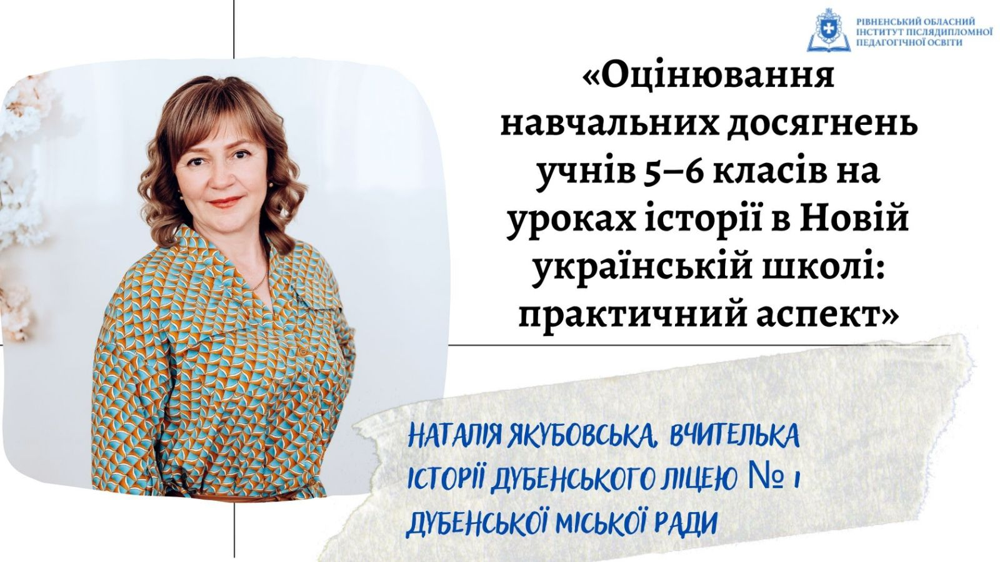 РІВНЕНСЬКИЙ ОБЛАСНИЙ
ІНСТИТУТ ПІСЛЯДИПЛОМНОЇ
ПЕДАГОГІЧНОЇ ОСВІТИ
«Оцінювання
навчальних досягнень
учнів 5–6 класів на
уроках історії в Новій
українській школі:
практичний аспект»
НАТАЛІЯ ЯКУБОВСЬКА, ВЧИТЕЛЬКА
ІСТОРІЇ ДУБЕНСЬКОГО ЛІЦЕЮ № 1
ДУБЕНСЬКОЇ МІСЬКОЇ РАДИ